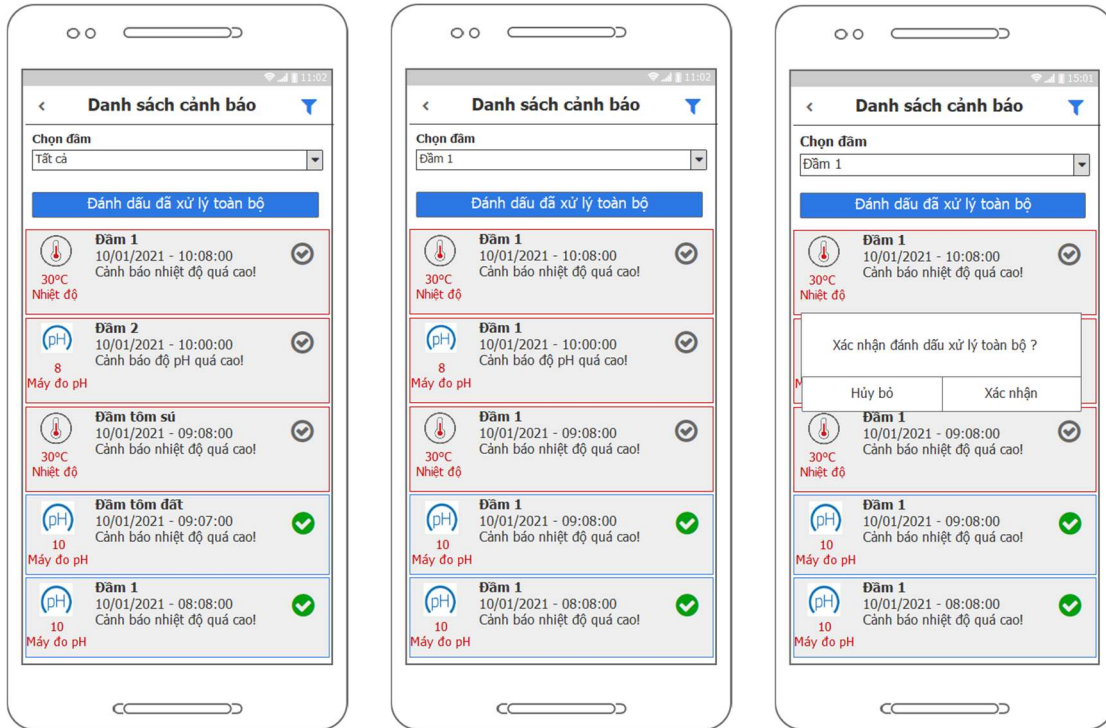 11:02
Danh sách cảnh báo
Chọn đầm
Tất cả
Đánh dấu đã xử lý toàn bộ
Đầm 1
10/01/2021 - 10:08:00
Cảnh báo nhiệt độ quá cao!
30ºC
Nhiệt độ
Đầm 2
10/01/2021 - 10:00:00
Cảnh báo độ pH quá cao!
pH
8
Máy đo pH
Đầm tôm sú
10/01/2021 - 09:08:00
Cảnh báo nhiệt độ quá cao!
30ºC
Nhiệt độ
Đầm tôm đất
10/01/2021 - 09:07:00
Cảnh báo nhiệt độ quá cao!
pH
10
Máy đo pH
Đầm 1
10/01/2021 - 08:08:00
Cảnh báo nhiệt độ quá cao!
pH
10
Máy đo pH
11:02
Danh sách cảnh báo
Chọn đầm
Đầm 1
Đánh dấu đã xử lý toàn bộ
Đầm 1
10/01/2021 - 10:08:00
Cảnh báo nhiệt độ quá cao!
30ºC
Nhiệt độ
Đầm 1
10/01/2021 - 10:00:00
Cảnh báo độ pH quá cao!
pH
8
Máy đo pH
Đầm 1
10/01/2021 - 09:08:00
Cảnh báo nhiệt độ quá cao!
30ºC
Nhiệt độ
Đầm 1
10/01/2021 - 09:08:00
Cảnh báo nhiệt độ quá cao!
pH
10
Máy đo pH
Đầm 1
10/01/2021 - 08:08:00
Cảnh báo nhiệt độ quá cao!
pH
10
Máy đo pH
15:01
Danh sách cảnh báo
Chọn đầm
Đầm 1
Đánh dấu đã xử lý toàn bộ
Đầm 1
10/01/2021 - 10:08:00
Cảnh báo nhiệt độ quá cao!
30ºC
Nhiệt độ
Xác nhận đánh dấu xử lý toàn bộ ?
Hủy bỏ
Xác nhận
Đầm 1
10/01/2021 - 09:08:00
Cảnh báo nhiệt độ quá cao!
30ºC
Nhiệt độ
Đầm 1
10/01/2021 - 09:08:00
Cảnh báo nhiệt độ quá cao!
pH
10
Máy đo pH
Đầm 1
10/01/2021 - 08:08:00
Cảnh báo nhiệt độ quá cao!
pH
10
Máy đo pH